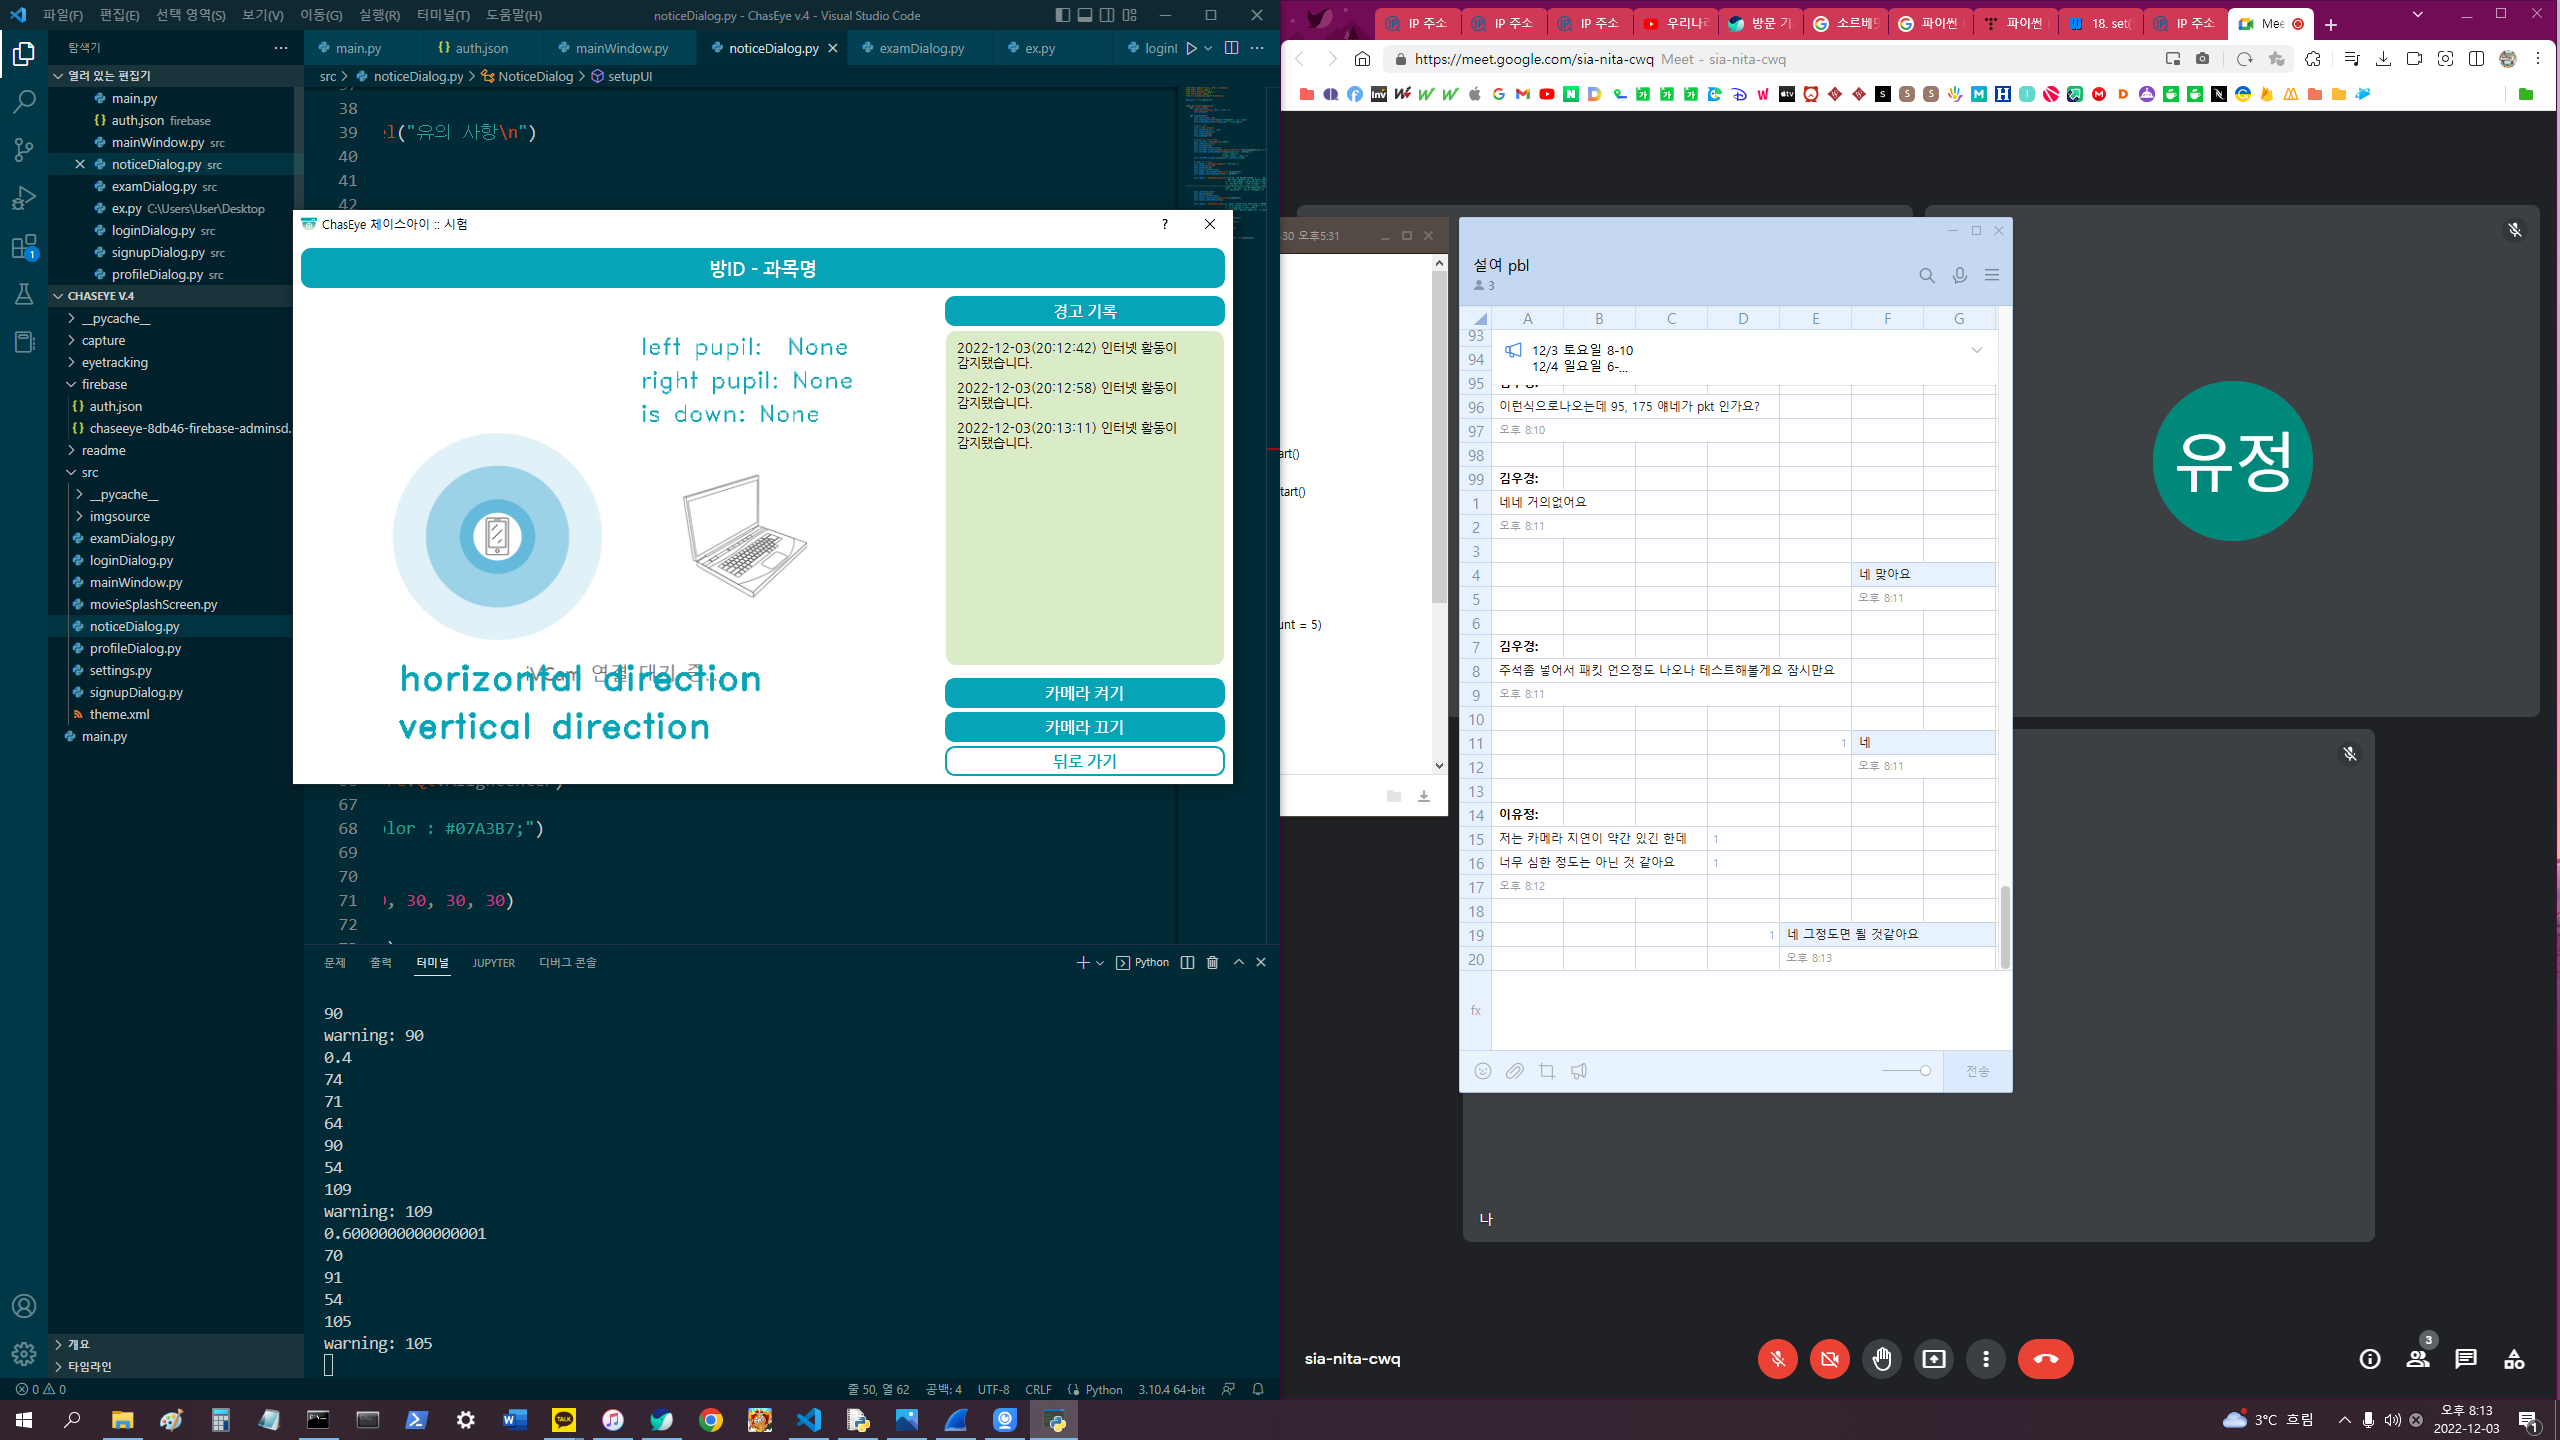 파일(F) 편집(E) 선택 영역(S) 보기(V) 이동(G) 실행(R) 터미널(T) 도움말(H) noticeDialog.py - ChasEye v.4 - Visual Studio Code
탐색기
main.py auth.json mainWindow.py noticeDialog.py examDialog.py ex.py loginI
src > noticeDialog.py > NoticeDialog > setupUI
열려 있는 편집기
main.py
auth.json firebase
mainWindow.py src
noticeDialog.py src
examDialog.py src
ex.py C:\Users\User\Desktop
loginDialog.py src
signupDialog.py src
profileDialog.py src
CHASEYE V.4
__pycache__
capture
eyetracking
firebase
auth.json
chaseeye-8db46-firebase-adminsd...
readme
src
__pycache__
imgsource
examDialog.py
loginDialog.py
mainWindow.py
movieSplashScreen.py
noticeDialog.py
profileDialog.py
settings.py
signupDialog.py
theme.xml
main.py
개요
타임라인
38
39 l("유의 사항\n")
40
41
42
ChasEye 체이스아이 :: 시험
방ID - 과목명
left pupil: None
right pupil: None
is down: None
horizontal direction
vertical direction
경고 기록
2022-12-03(20:12:42) 인터넷 활동이
감지됐습니다.
2022-12-03(20:12:58) 인터넷 활동이
감지됐습니다.
2022-12-03(20:13:11) 인터넷 활동이
감지됐습니다.
카메라 켜기
카메라 끄기
뒤로 가기
67
68 olor : #07A3B7;")
69
70
71 , 30, 30, 30)
72
문제 출력 터미널 JUPYTER 디버그 콘솔 Python
90
warning: 90
0.4
74
71
64
90
54
109
warning: 109
0.6000000000000001
70
91
54
105
warning: 105
0 0 줄 50, 열 62 공백: 4 UTF-8 CRLF Python 3.10.4 64-bit
IP 주소 IP 주소 IP 주소 우리나라 방문 기 소르베 파이썬 파이썬 18. set( IP 주소 Mee
https://meet.google.com/sia-nita-cwq Meet - sia-nita-cwq
-30 오후5:31
art()
tart()
unt = 5)
설여 pbl
3
A B C D E F G
93
94 12/3 토요일 8-10
12/4 일요일 6-...
95 김우경:
96 이런식으로나오는데 95, 175 얘네가 pkt 인가요?
97 오후 8:10
98
99 김우경:
1 네네 거의없어요
2 오후 8:11
3
4 네 맞아요
5 오후 8:11
6
7 김우경:
8 주석좀 넣어서 패킷 언으정도 나오나 테스트해볼게요 잠시만요
9 오후 8:11
10
11 1 네
12 오후 8:11
13
14 이유정:
15 저는 카메라 지연이 약간 있긴 한데 1
16 너무 심한 정도는 아닌 것 같아요 1
17 오후 8:12
18
19 1 네 그정도면 될 것같아요
20 오후 8:13
fx
전송
유정
나
sia-nita-cwq
3
3°C 흐림
오후 8:13
2022-12-03
1